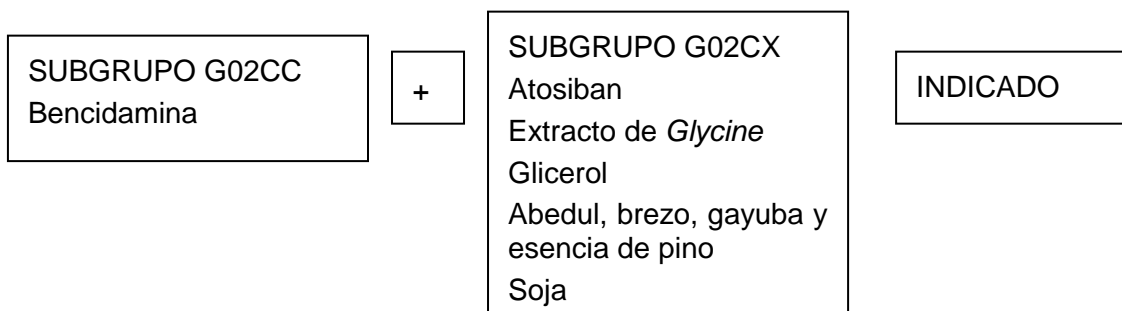 SUBGRUPO G02CC
Bencidamina
+
SUBGRUPO G02CX
Atosiban
Extracto de Glycine
Glicerol
Abedul, brezo, gayuba y
esencia de pino
Soja
INDICADO